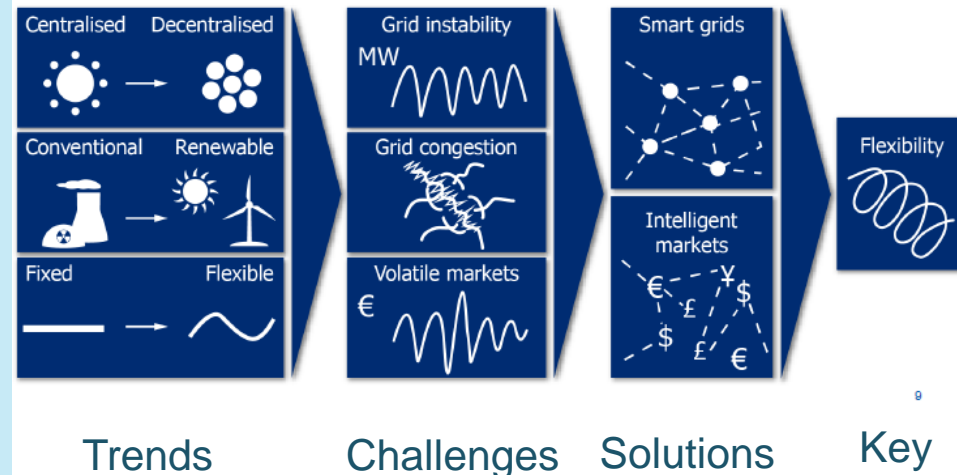 Centralised Decentralised
Conventional Renewable
Fixed Flexible
Grid instability
MW
Grid congestion
Volatile markets
€
Smart grids
Intelligent
markets
€ ¥
£ $
$ £ €
Flexibility
9
Trends Challenges Solutions Key